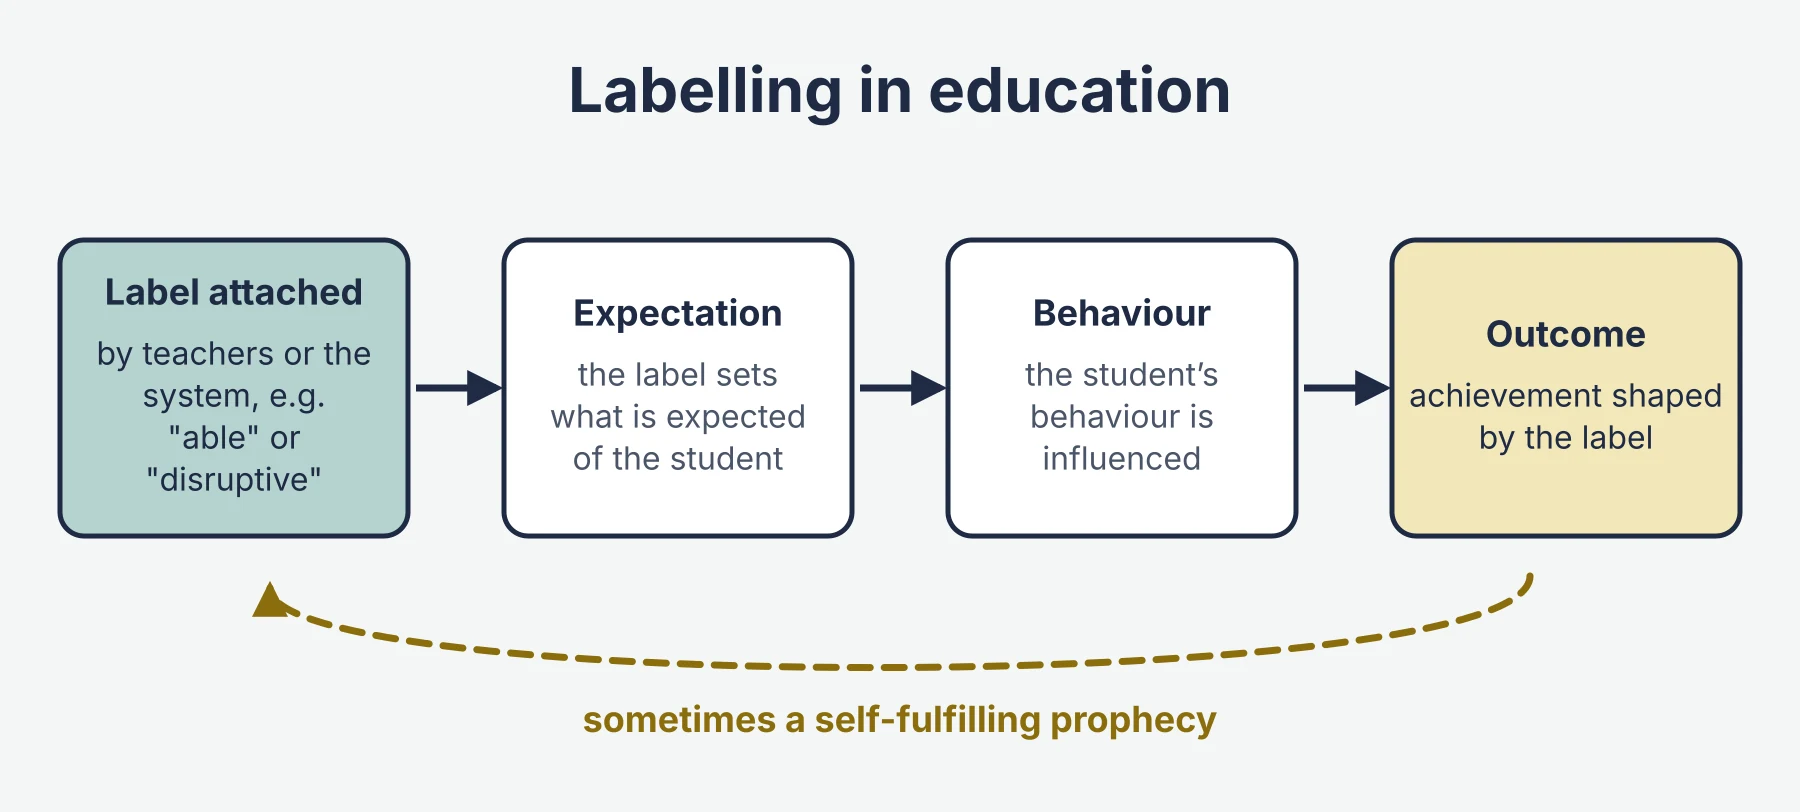 Labelling in education
Label attached
by teachers or the
system, e.g.
"able" or
"disruptive"
Expectation
the label sets
what is expected
of the student
Behaviour
the student’s
behaviour is
influenced
Outcome
achievement shaped
by the label
sometimes a self-fulfilling prophecy